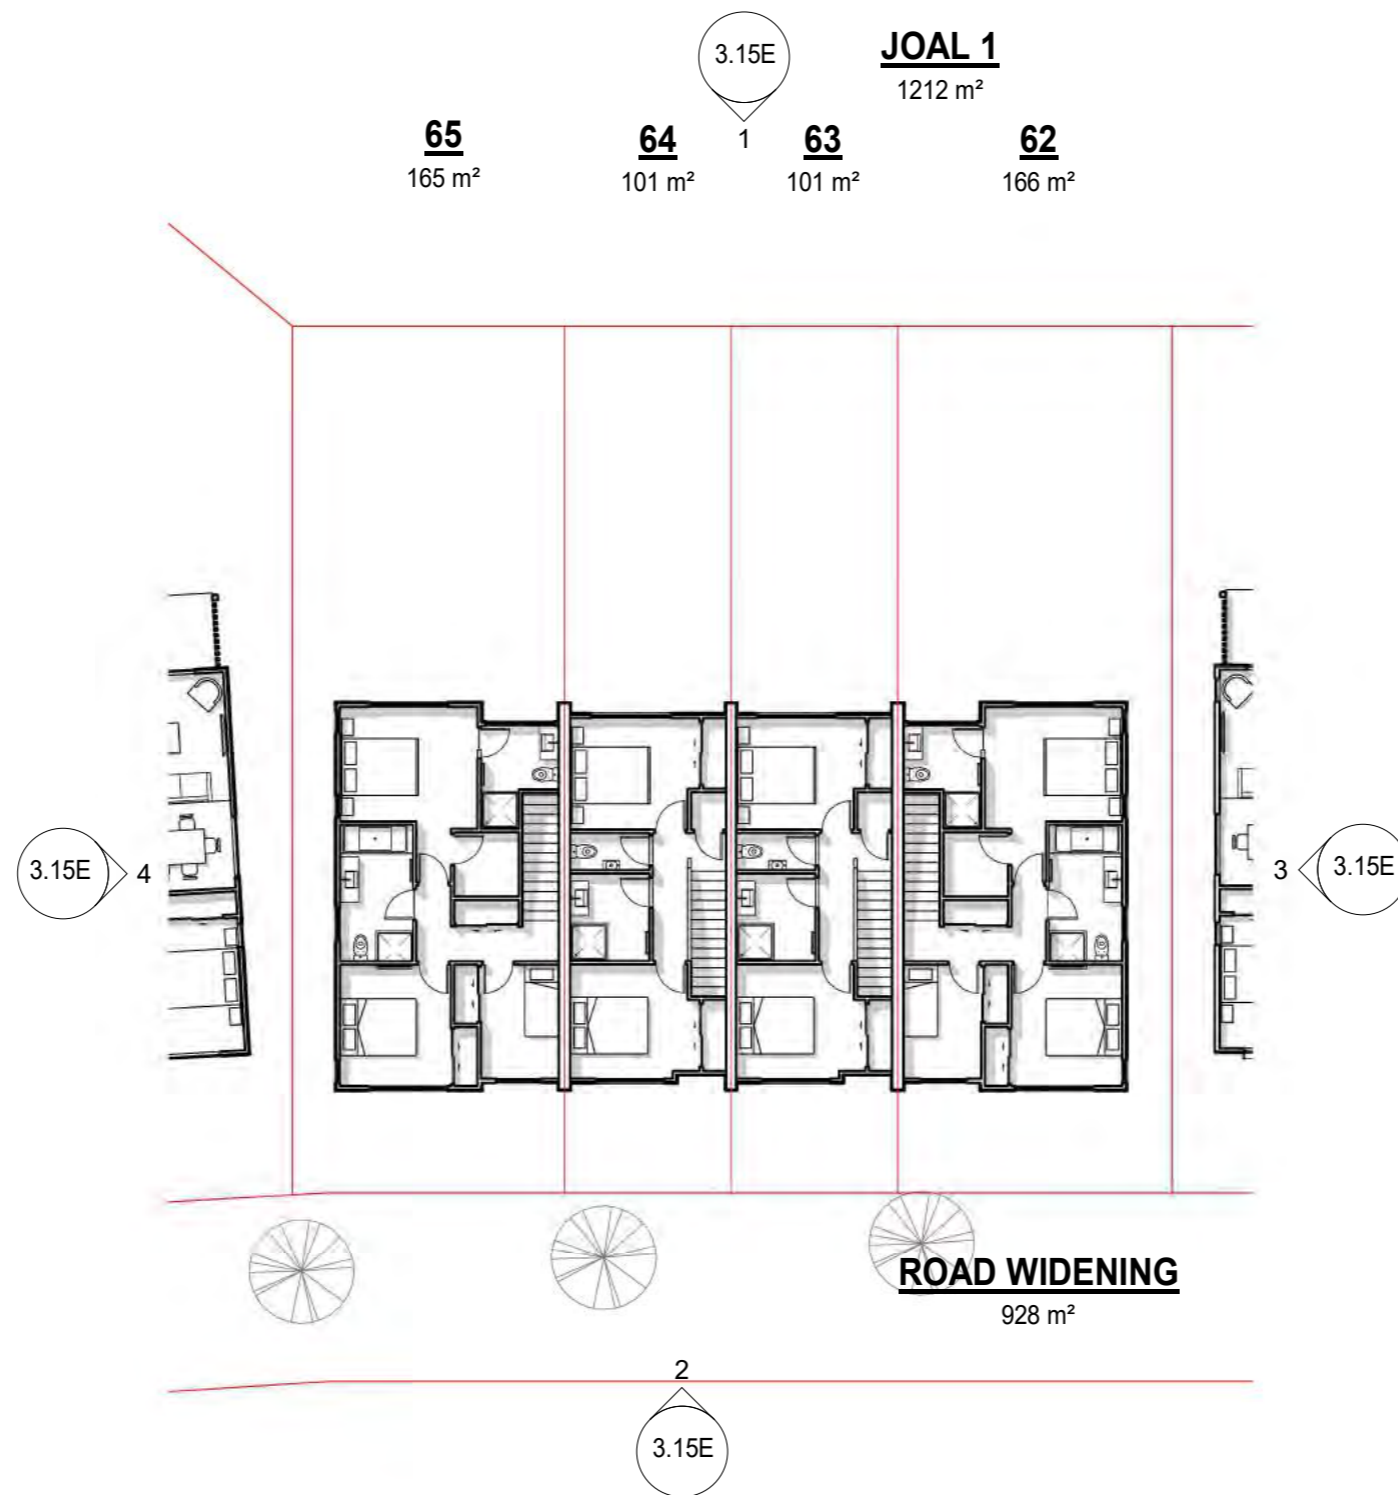 3.15E
1
JOAL 1
1212 m²
65
165 m²
64
101 m²
63
101 m²
62
166 m²
3.15E
4
3
3.15E
ROAD WIDENING
928 m²
2
3.15E